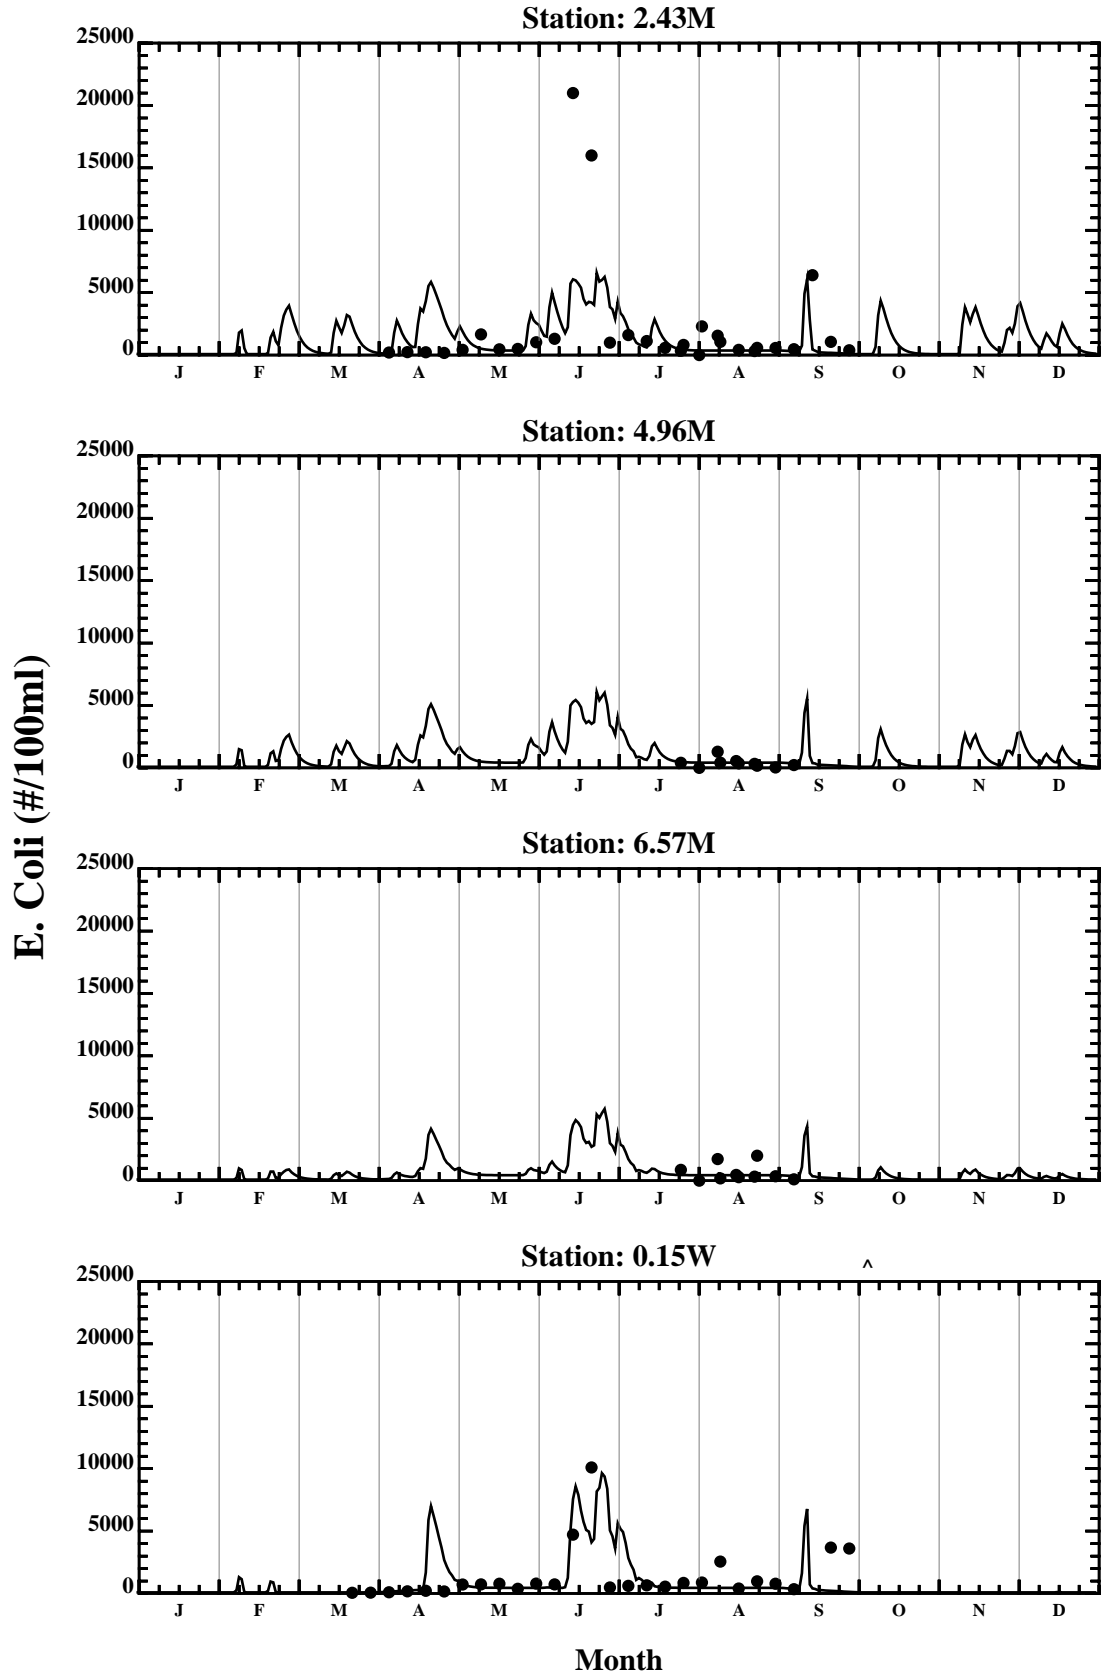 Station: 2.43M
25000
20000
15000
10000
5000
0
J F M A M J J A S O N D
Station: 4.96M
25000
20000
15000
10000
5000
0
J F M A M J J A S O N D
E. Coli (#/100ml)
Station: 6.57M
25000
20000
15000
10000
5000
0
J F M A M J J A S O N D
Station: 0.15W ^
25000
20000
15000
10000
5000
0
J F M A M J J A S O N D
Month